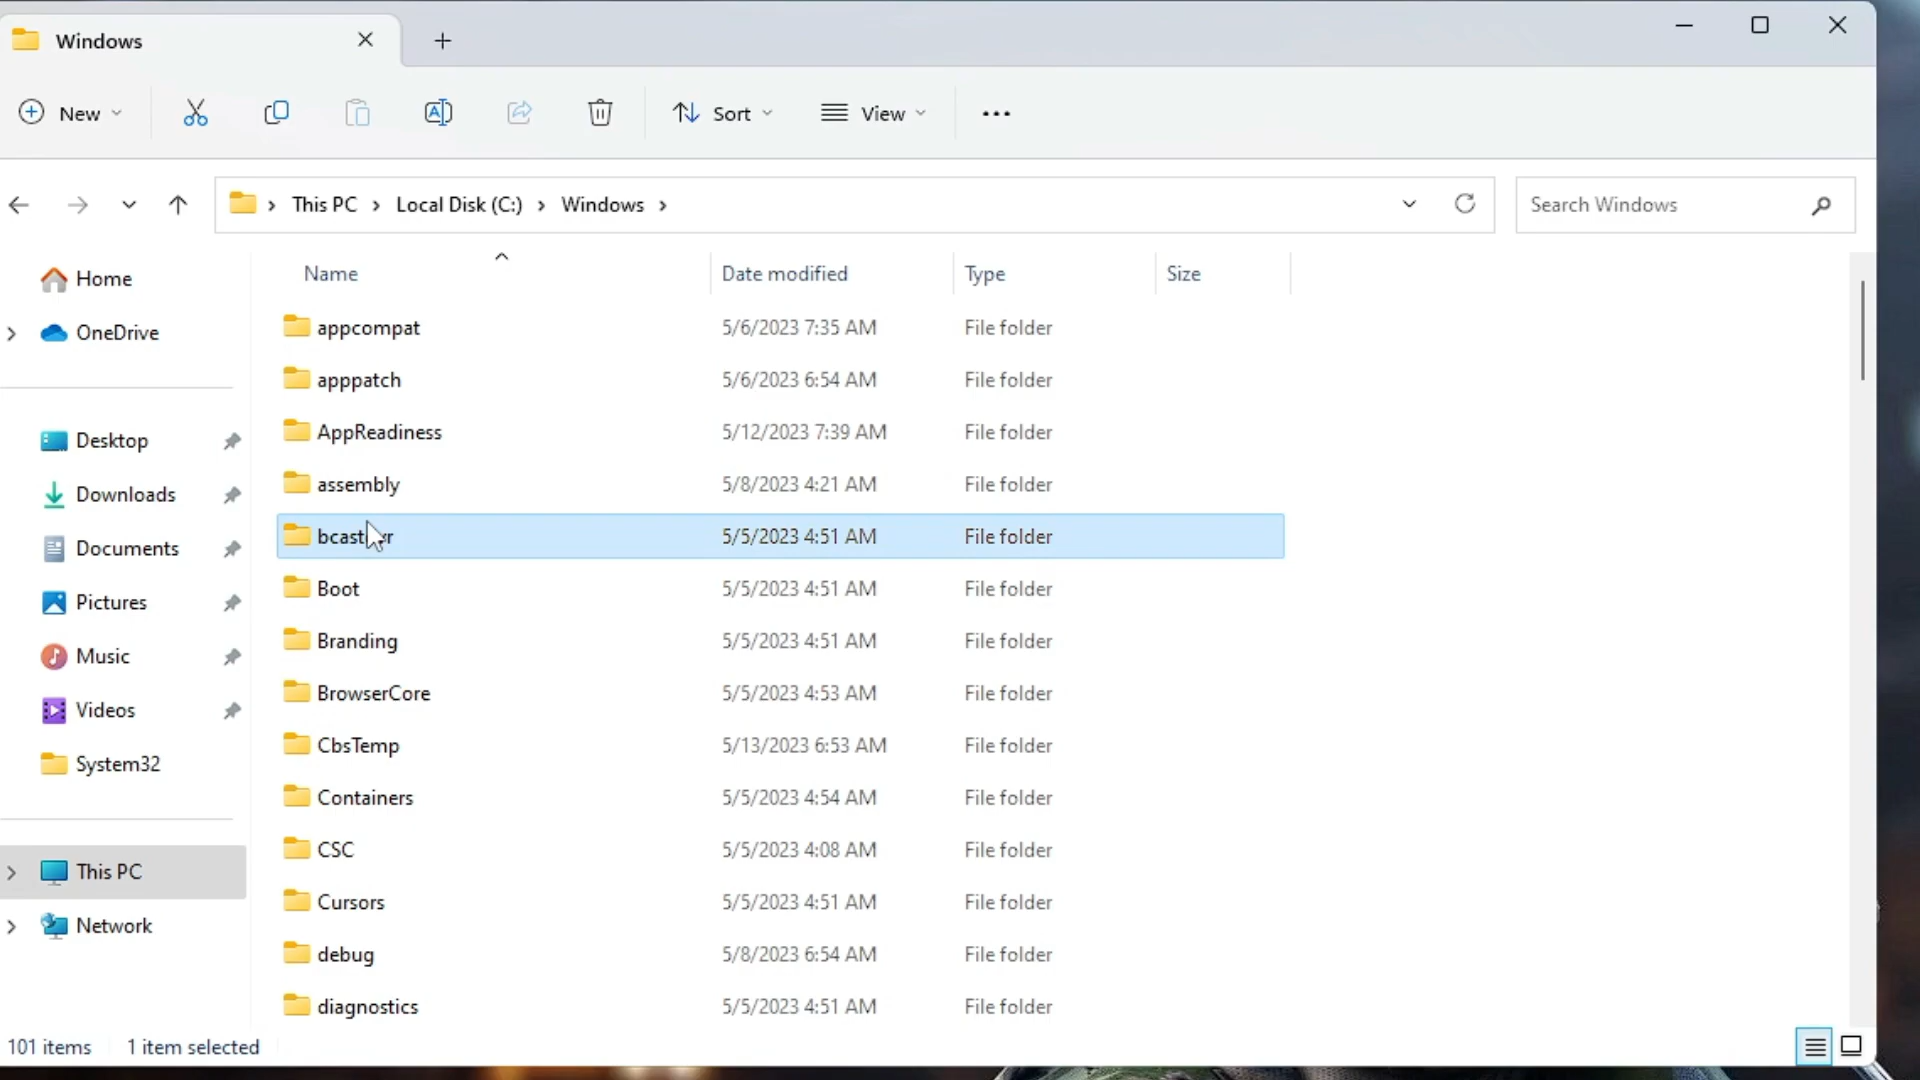 Windows
New
Sort
View
This PC
Local Disk (C:)
Windows
Search Windows
Home
OneDrive
Desktop
Downloads
Documents
Pictures
Music
Videos
System32
This PC
Network
Name Date modified Type Size
appcompat 5/6/2023 7:35 AM File folder
apppatch 5/6/2023 6:54 AM File folder
AppReadiness 5/12/2023 7:39 AM File folder
assembly 5/8/2023 4:21 AM File folder
5/5/2023 4:51 AM File folder
Boot 5/5/2023 4:51 AM File folder
Branding 5/5/2023 4:51 AM File folder
BrowserCore 5/5/2023 4:53 AM File folder
CbsTemp 5/13/2023 6:53 AM File folder
Containers 5/5/2023 4:54 AM File folder
CSC 5/5/2023 4:08 AM File folder
Cursors 5/5/2023 4:51 AM File folder
debug 5/8/2023 6:54 AM File folder
diagnostics 5/5/2023 4:51 AM File folder
101 items 1 item selected